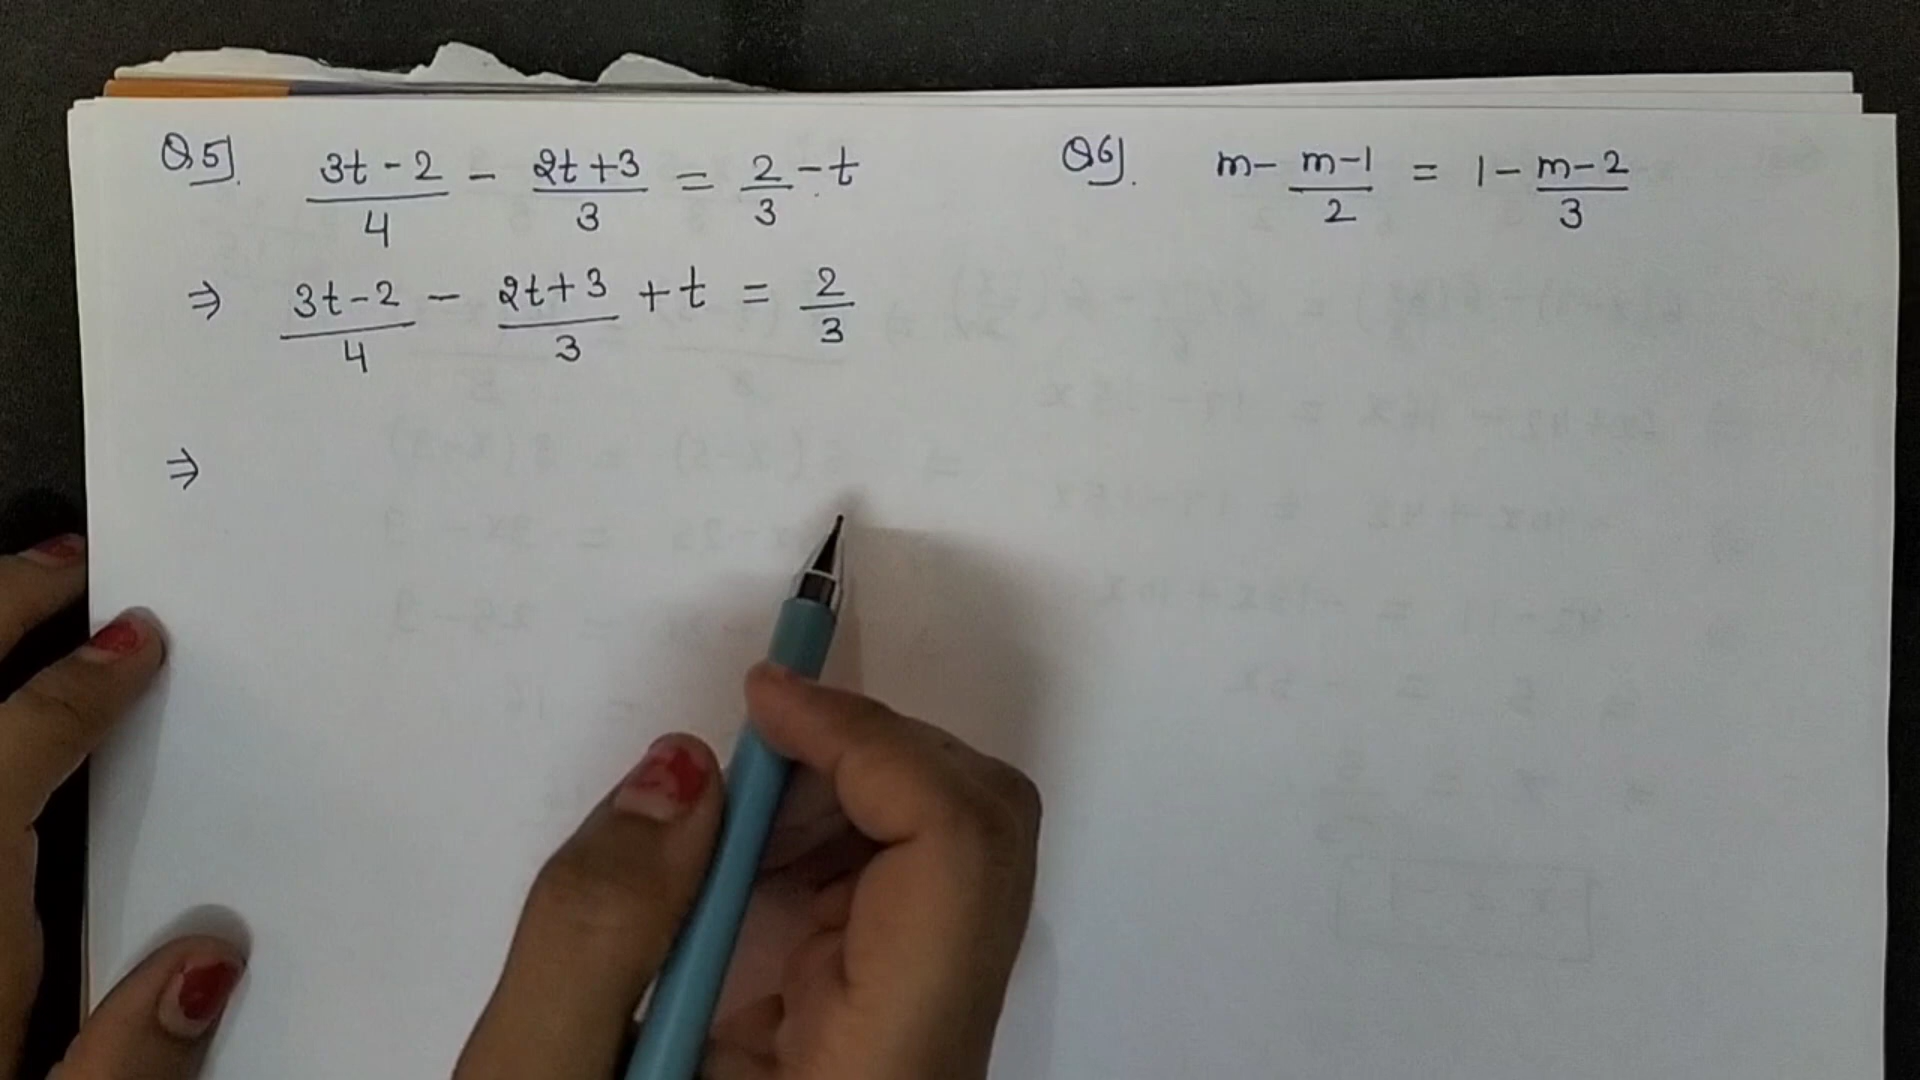 Q5]. (3t-2)/4 - (2t+3)/3 = 2/3 - t
⇒ (3t-2)/4 - (2t+3)/3 + t = 2/3
⇒
Q6]. m - (m-1)/2 = 1 - (m-2)/3